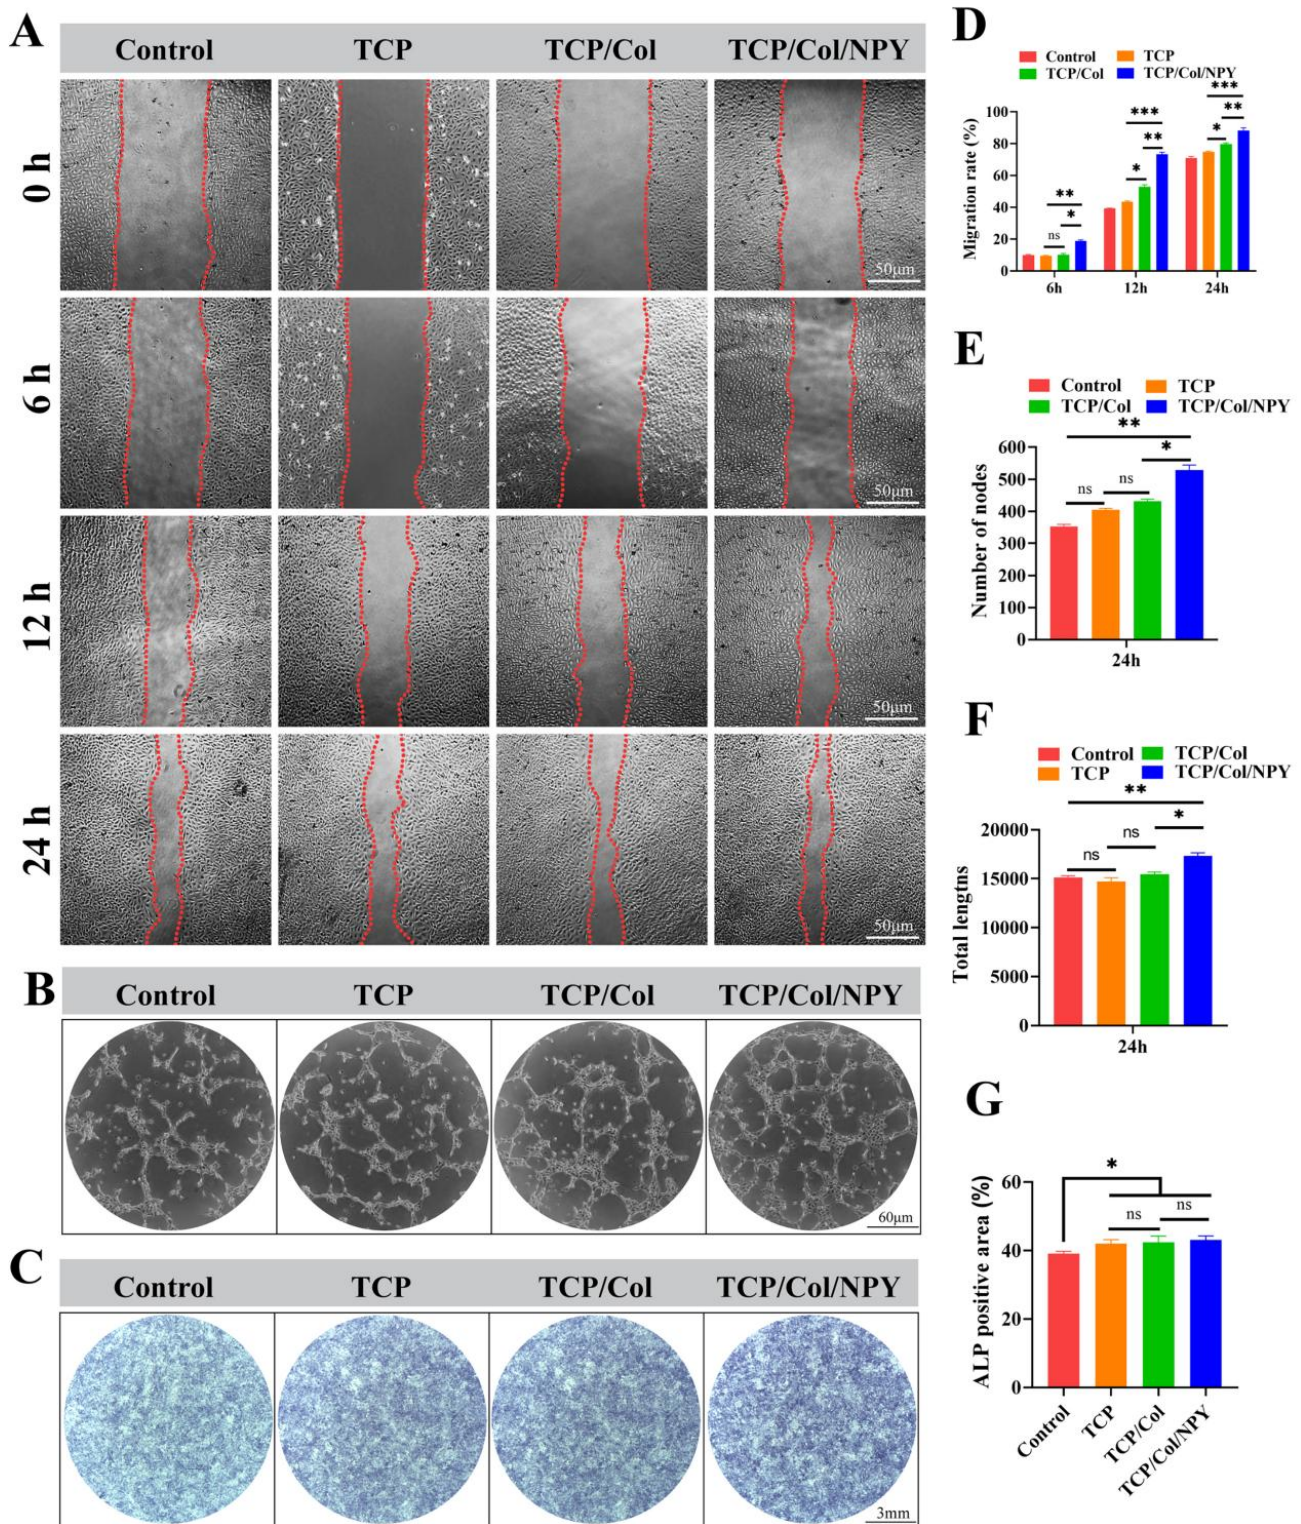 A
Control TCP TCP/Col TCP/Col/NPY
0 h
50μm
6 h
50μm
12 h
50μm
24 h
50μm
B
Control TCP TCP/Col TCP/Col/NPY
60μm
C
Control TCP TCP/Col TCP/Col/NPY
3mm
D
Control TCP
TCP/Col TCP/Col/NPY
Migration rate (%)
100
80
60
40
20
0
ns * **
* ** ***
* ** ***
6h 12h 24h
E
Control TCP
TCP/Col TCP/Col/NPY
Number of nodes
600
500
400
300
200
100
0
**
*
ns ns
24h
F
Control TCP/Col
TCP TCP/Col/NPY
Total lengtns
20000
15000
10000
5000
0
**
*
ns
ns
24h
G
ALP positive area (%)
60
40
20
0
*
ns ns
Control TCP TCP/Col TCP/Col/NPY